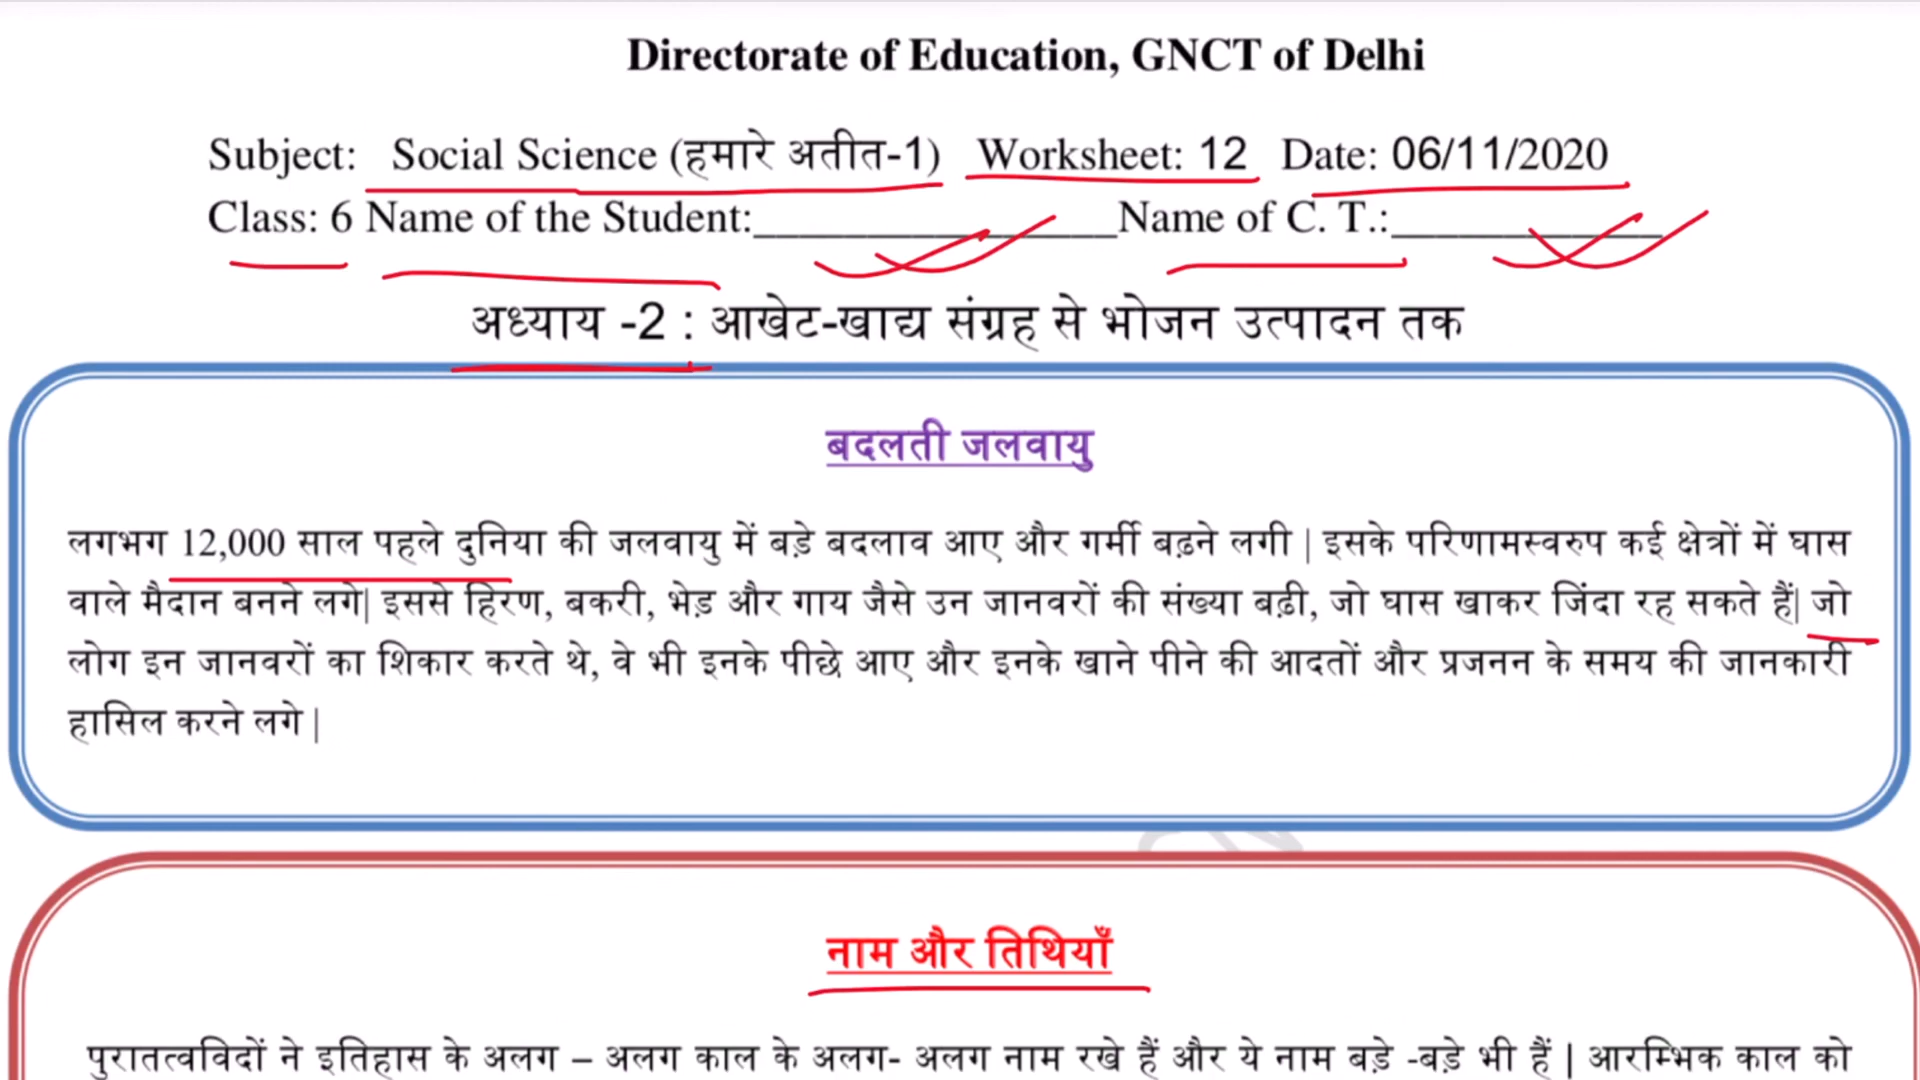 Directorate of Education, GNCT of Delhi
Subject: Social Science (हमारे अतीत-1) Worksheet: 12 Date: 06/11/2020
Class: 6 Name of the Student:________________Name of C. T.:____________
अध्याय -2 : आखेट-खाद्य संग्रह से भोजन उत्पादन तक
बदलती जलवायु
लगभग 12,000 साल पहले दुनिया की जलवायु में बड़े बदलाव आए और गर्मी बढ़ने लगी | इसके परिणामस्वरुप कई क्षेत्रों में घास
वाले मैदान बनने लगे| इससे हिरण, बकरी, भेड़ और गाय जैसे उन जानवरों की संख्या बढ़ी, जो घास खाकर जिंदा रह सकते हैं| जो
लोग इन जानवरों का शिकार करते थे, वे भी इनके पीछे आए और इनके खाने पीने की आदतों और प्रजनन के समय की जानकारी
हासिल करने लगे |
नाम और तिथियाँ
पुरातत्वविदों ने इतिहास के अलग – अलग काल के अलग- अलग नाम रखे हैं और ये नाम बड़े -बड़े भी हैं | आरम्भिक काल को